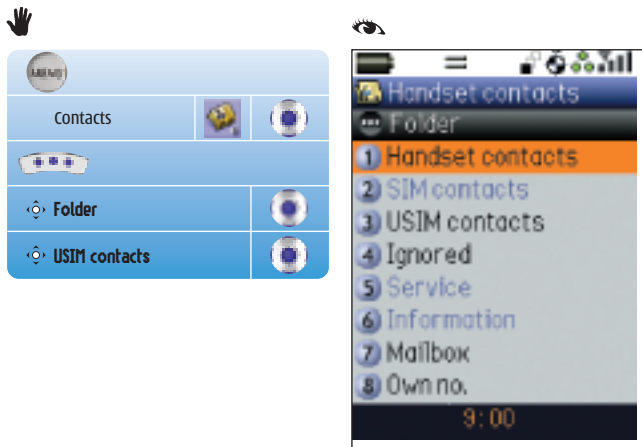 Contacts
Folder
USIM contacts
Handset contacts
Folder
1 Handset contacts
2 SIM contacts
3 USIM contacts
4 Ignored
5 Service
6 Information
7 Mailbox
8 Own no.
9:00